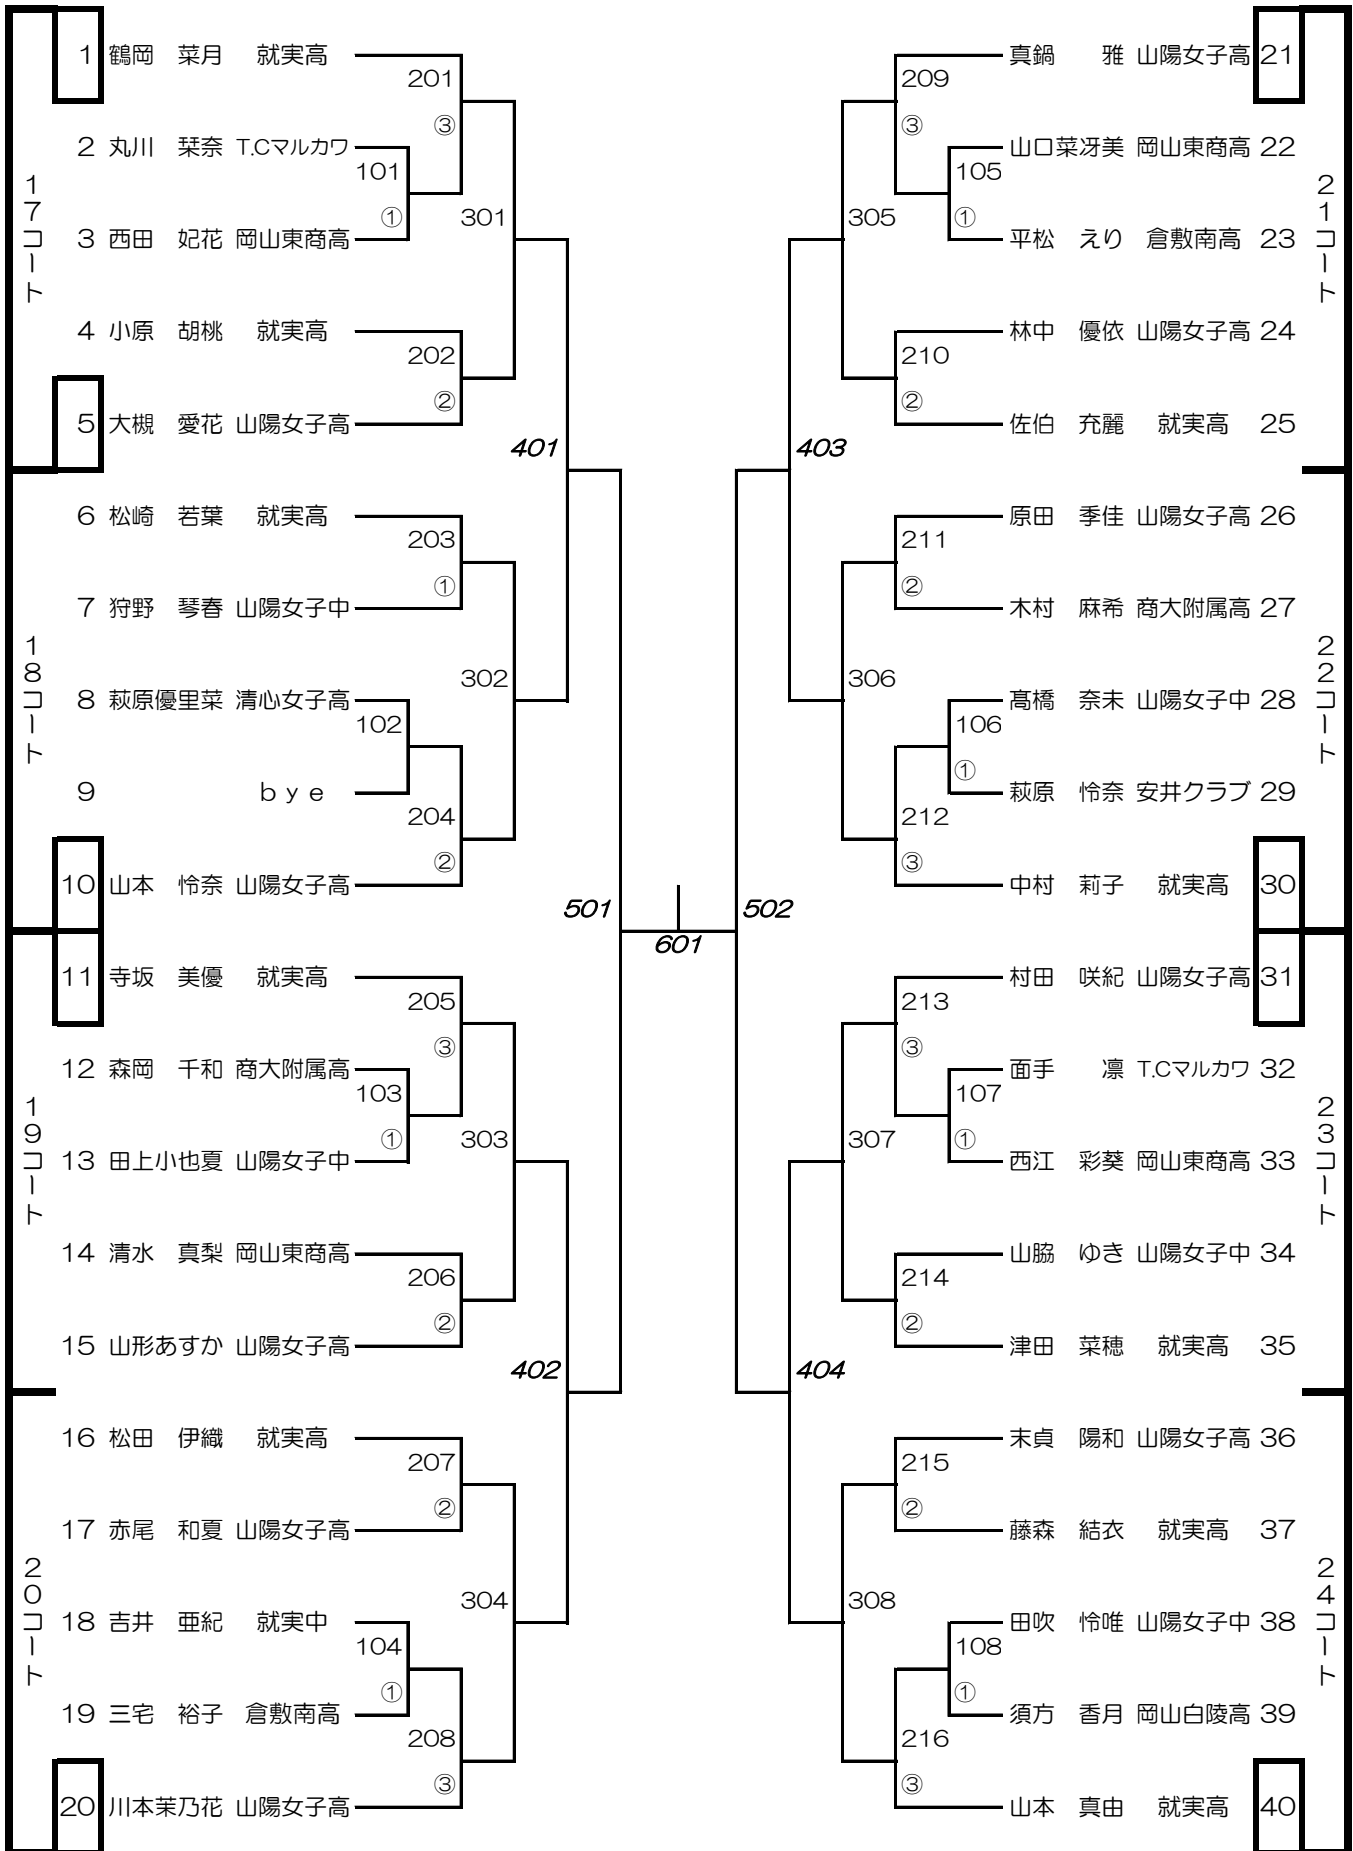 17コート
1 鶴岡 菜月 就実高
201
③
2 丸川 栞奈 T.Cマルカワ
101
①
301
3 西田 妃花 岡山東商高
4 小原 胡桃 就実高
202
②
5 大槻 愛花 山陽女子高
401
18コート
6 松崎 若葉 就実高
203
①
7 狩野 琴春 山陽女子中
302
8 萩原優里菜 清心女子高
102
9 bye
204
②
10 山本 怜奈 山陽女子高
501
19コート
11 寺坂 美優 就実高
205
③
12 森岡 千和 商大附属高
103
①
303
13 田上小也夏 山陽女子中
14 清水 真梨 岡山東商高
206
②
15 山形あすか 山陽女子高
402
20コート
16 松田 伊織 就実高
207
②
17 赤尾 和夏 山陽女子高
304
18 吉井 亜紀 就実中
104
①
19 三宅 裕子 倉敷南高
208
③
20 川本茉乃花 山陽女子高
601
21コート
真鍋 雅 山陽女子高 21
209
③
山口菜冴美 岡山東商高 22
105
①
305
平松 えり 倉敷南高 23
林中 優依 山陽女子高 24
210
②
佐伯 充麗 就実高 25
403
22コート
原田 季佳 山陽女子高 26
211
②
木村 麻希 商大附属高 27
306
髙橋 奈未 山陽女子中 28
106
①
萩原 怜奈 安井クラブ 29
212
③
中村 莉子 就実高 30
502
23コート
村田 咲紀 山陽女子高 31
213
③
面手 凛 T.Cマルカワ 32
107
①
307
西江 彩葵 岡山東商高 33
山脇 ゆき 山陽女子中 34
214
②
津田 菜穂 就実高 35
404
24コート
末貞 陽和 山陽女子高 36
215
②
藤森 結衣 就実高 37
308
田吹 怜唯 山陽女子中 38
108
①
須方 香月 岡山白陵高 39
216
③
山本 真由 就実高 40